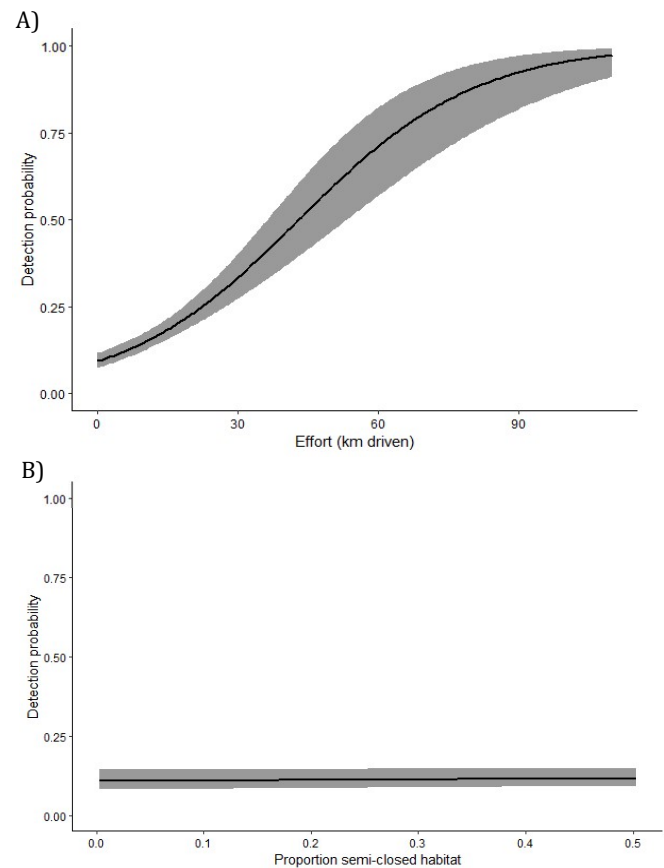 A)
1.00
0.75
0.50
0.25
0.00
Detection probability
0 30 60 90
Effort (km driven)
B)
1.00
0.75
0.50
0.25
0.00
Detection probability
0.0 0.1 0.2 0.3 0.4 0.5
Proportion semi-closed habitat